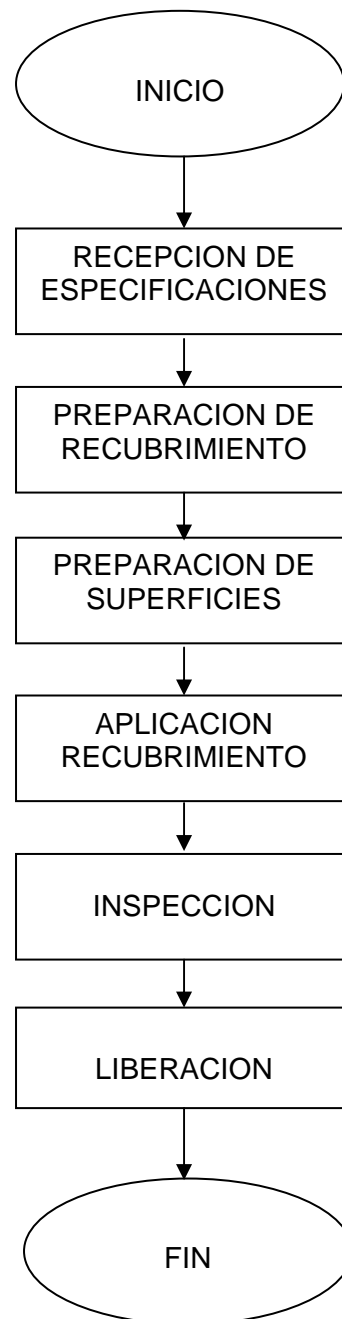 INICIO
RECEPCION DE
ESPECIFICACIONES
PREPARACION DE
RECUBRIMIENTO
PREPARACION DE
SUPERFICIES
APLICACION
RECUBRIMIENTO
INSPECCION
LIBERACION
FIN